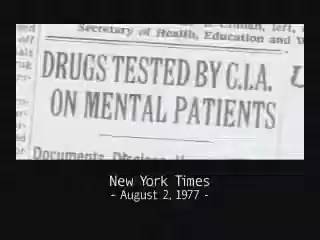 Secretary of Health, Education and
DRUGS TESTED BY C.I.A.
ON MENTAL PATIENTS
Documents
New York Times
- August 2, 1977 -